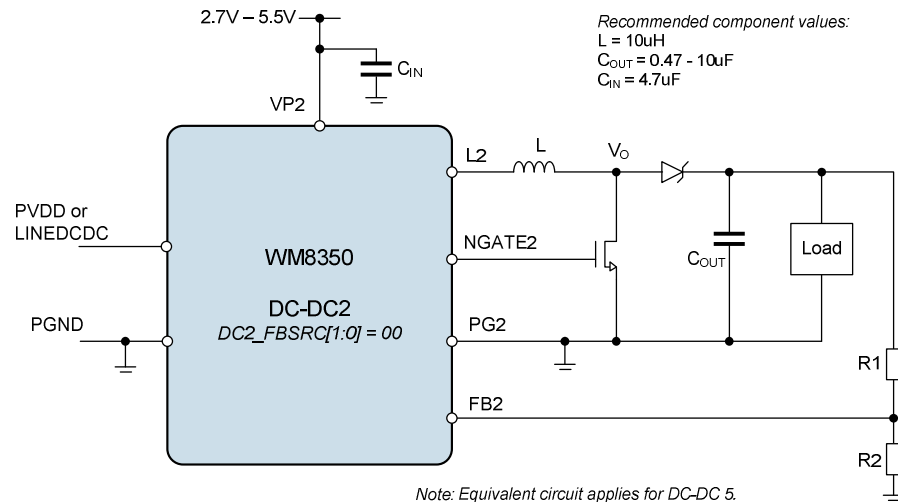 2.7V – 5.5V
Recommended component values:
L = 10uH
COUT = 0.47 - 10uF
CIN = 4.7uF
CIN
VP2
L2
L
VO
PVDD or
LINEDCDC
NGATE2
WM8350
COUT
Load
DC-DC2
DC2_FBSRC[1:0] = 00
PGND
PG2
R1
FB2
R2
Note: Equivalent circuit applies for DC-DC 5.